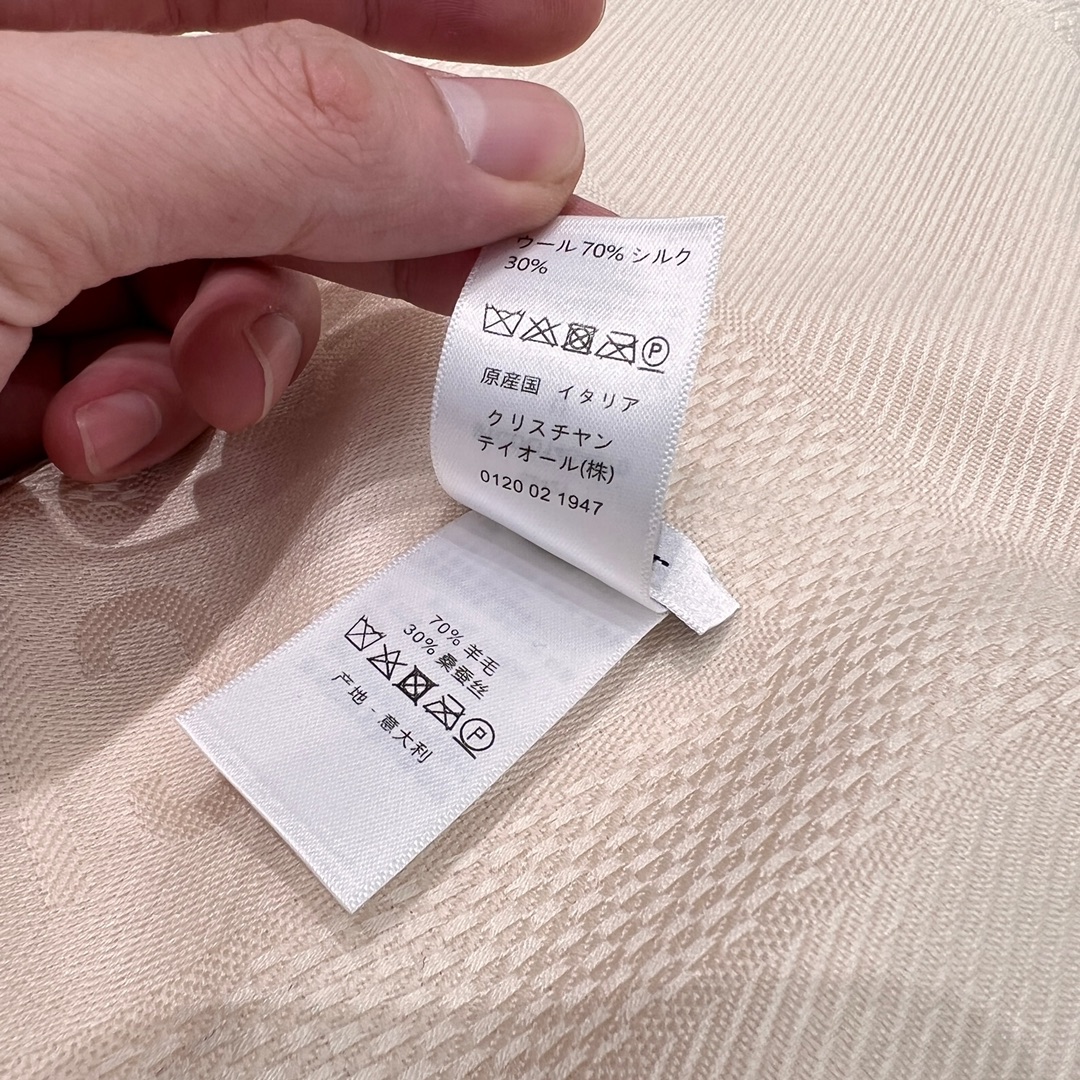 ウール 70% シルク
30%
P
原産国 イタリア
クリスチャン
ディオール(株)
0120 02 1947
70% 羊毛
30% 桑蚕丝
P
产地 - 意大利